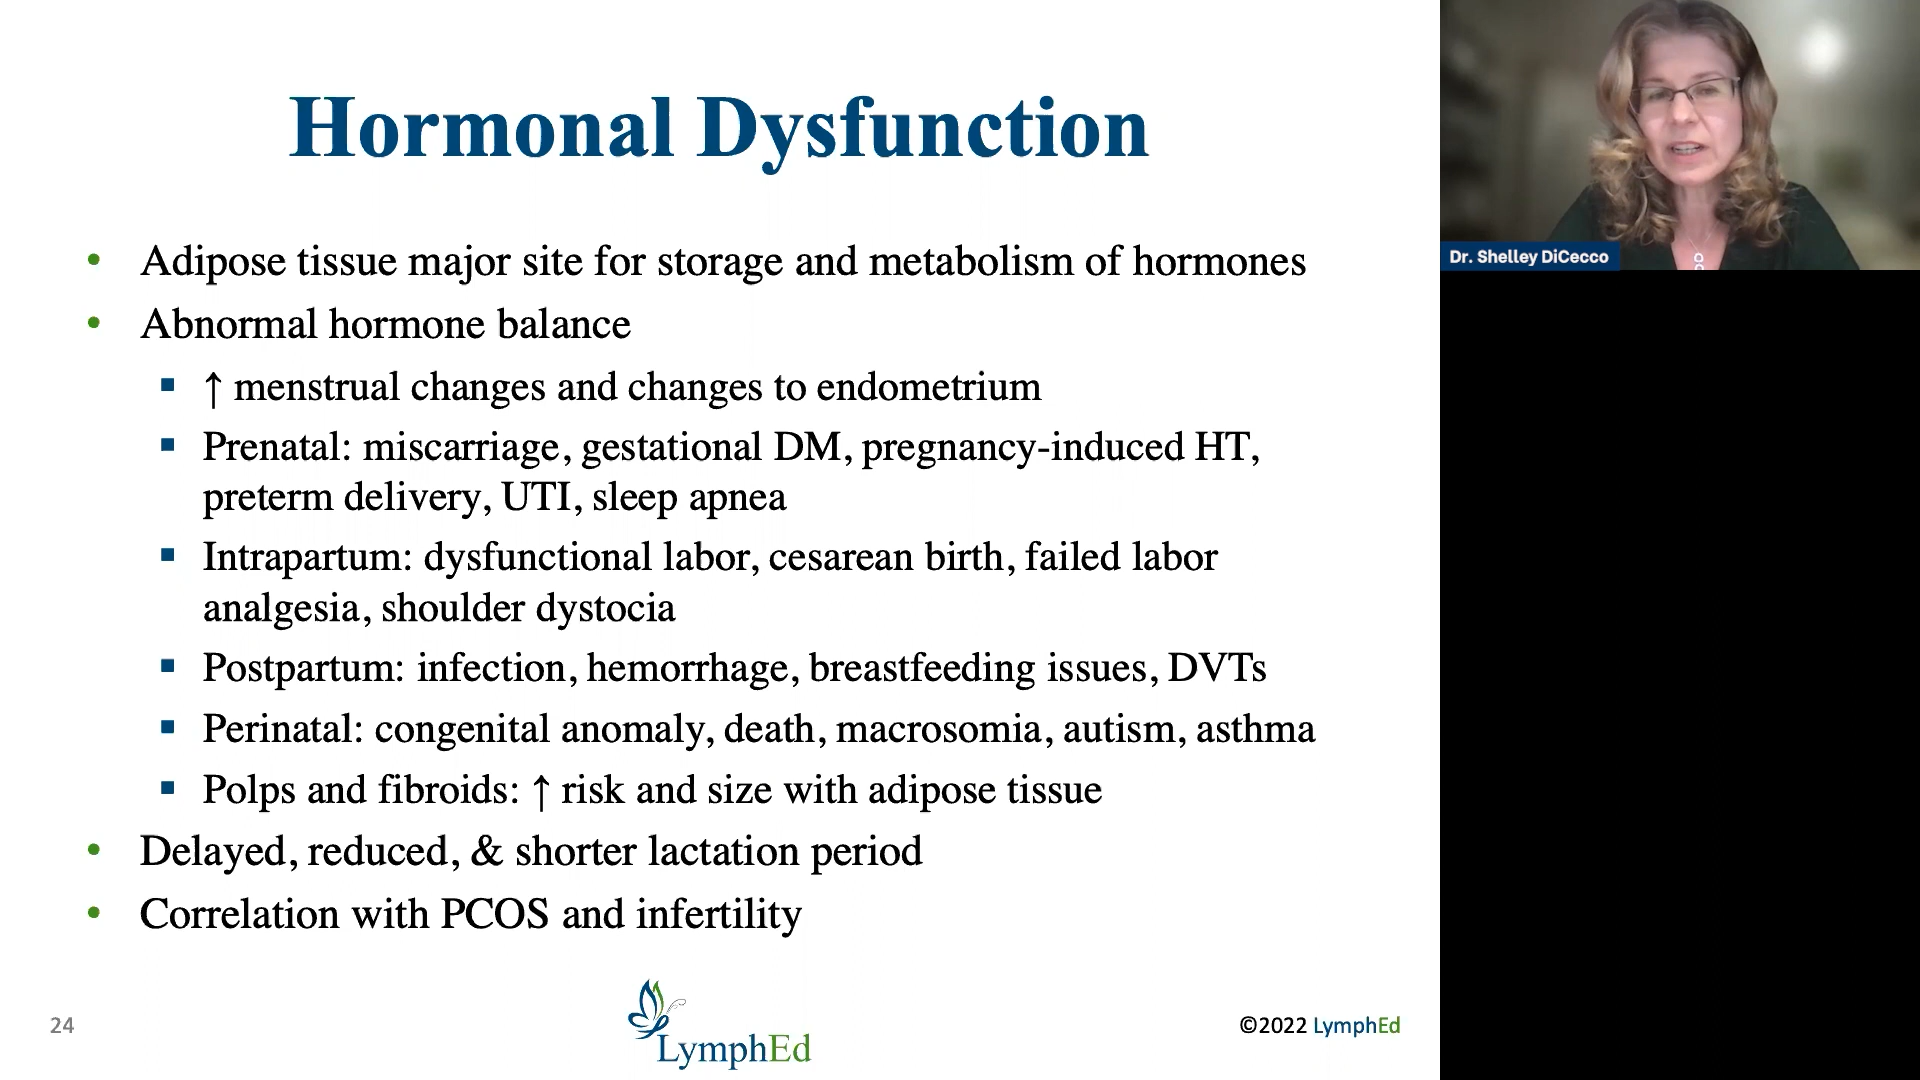 Hormonal Dysfunction
• Adipose tissue major site for storage and metabolism of hormones
• Abnormal hormone balance
▪ ↑ menstrual changes and changes to endometrium
▪ Prenatal: miscarriage, gestational DM, pregnancy-induced HT,
preterm delivery, UTI, sleep apnea
▪ Intrapartum: dysfunctional labor, cesarean birth, failed labor
analgesia, shoulder dystocia
▪ Postpartum: infection, hemorrhage, breastfeeding issues, DVTs
▪ Perinatal: congenital anomaly, death, macrosomia, autism, asthma
▪ Polps and fibroids: ↑ risk and size with adipose tissue
• Delayed, reduced, & shorter lactation period
• Correlation with PCOS and infertility
24
LymphEd
©2022 LymphEd
Dr. Shelley DiCecco